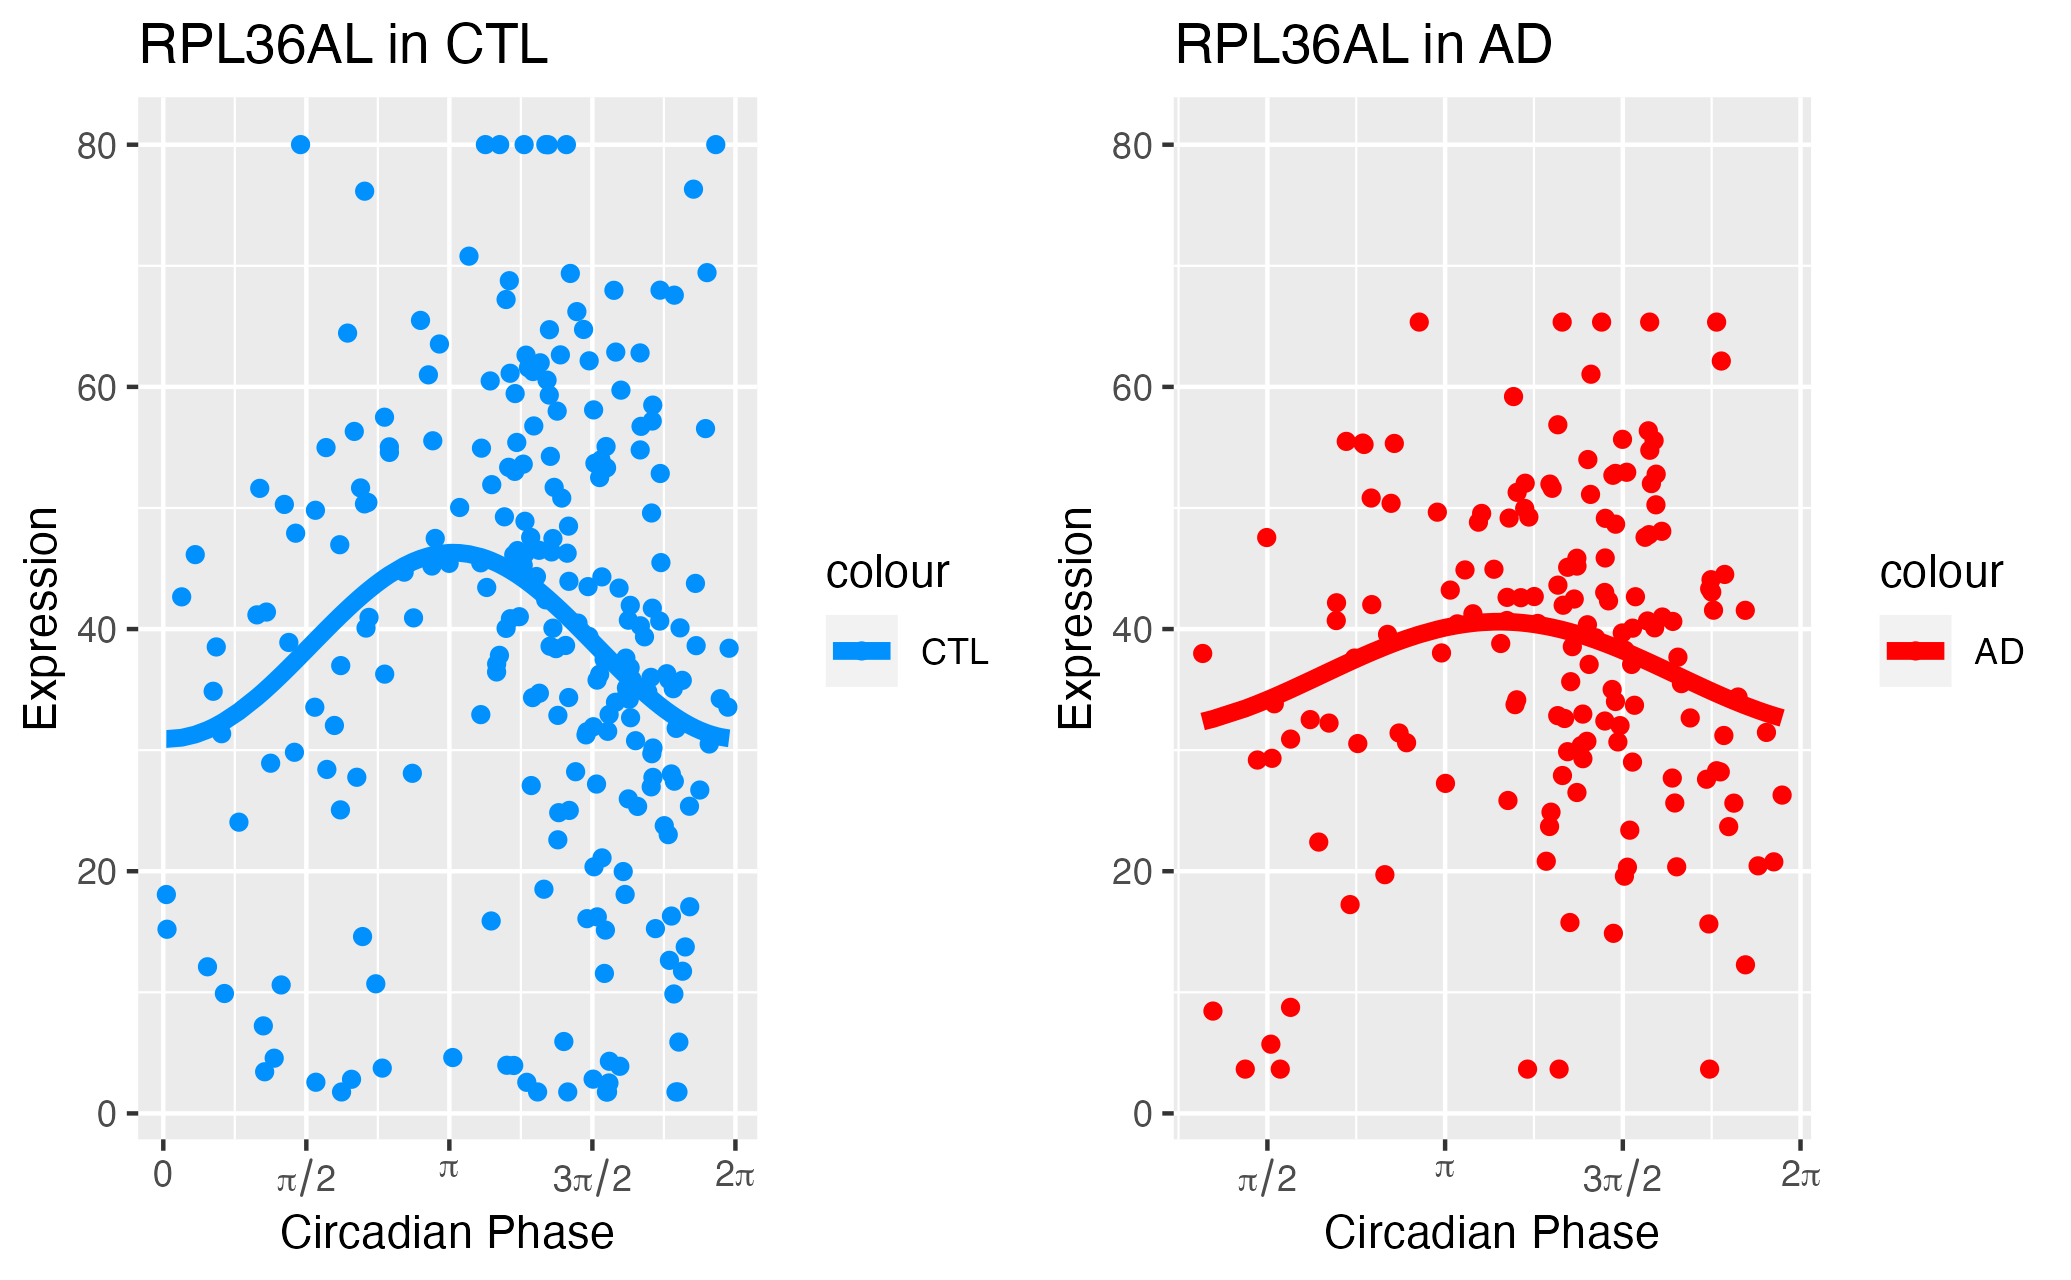 RPL36AL in CTL
Expression
80
60
40
20
0
0 π/2 π 3π/2 2π
Circadian Phase
colour
CTL
RPL36AL in AD
Expression
80
60
40
20
0
π/2 π 3π/2 2π
Circadian Phase
colour
AD